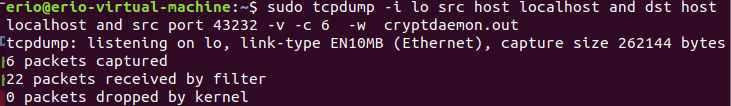 erio@erio-virtual-machine:~$ sudo tcpdump -i lo src host localhost and dst host
localhost and src port 43232 -v -c 6  -w  cryptdaemon.out
tcpdump: listening on lo, link-type EN10MB (Ethernet), capture size 262144 bytes
6 packets captured
22 packets received by filter
0 packets dropped by kernel